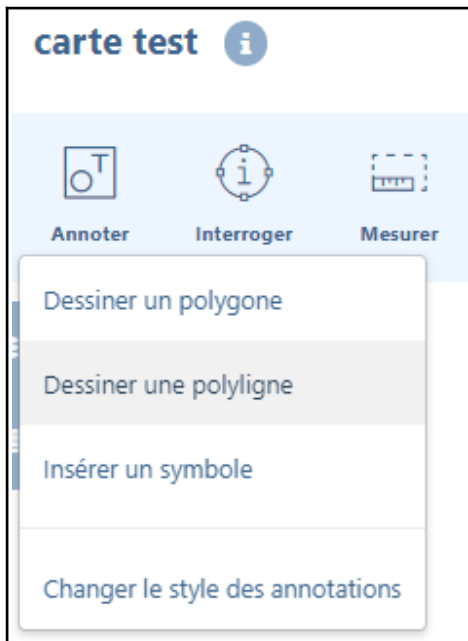 carte test
Annoter Interroger Mesurer
Dessiner un polygone
Dessiner une polyligne
Insérer un symbole
Changer le style des annotations